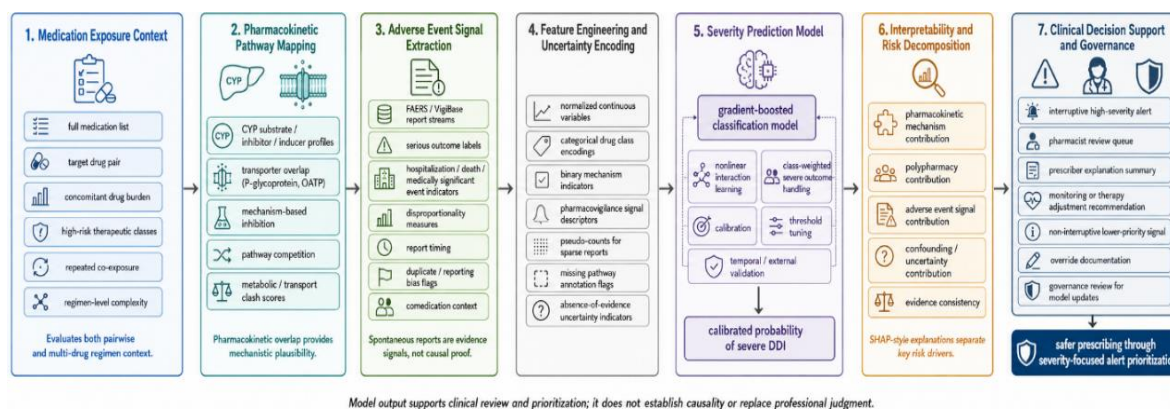 1. Medication Exposure Context
full medication list
target drug pair
concomitant drug burden
high-risk therapeutic classes
repeated co-exposure
regimen-level complexity
Evaluates both pairwise
and multi-drug regimen context.
2. Pharmacokinetic
Pathway Mapping
CYP
CYP
CYP substrate /
inhibitor / inducer profiles
transporter overlap
(P-glycoprotein, OATP)
mechanism-based
inhibition
pathway competition
metabolic / transport
clash scores
Pharmacokinetic overlap provides
mechanistic plausibility.
3. Adverse Event Signal
Extraction
FAERS / VigiBase
report streams
serious outcome labels
hospitalization / death /
medically significant
event indicators
disproportionality
measures
report timing
duplicate / reporting
bias flags
comedication context
Spontaneous reports are evidence
signals, not causal proof.
4. Feature Engineering and
Uncertainty Encoding
normalized continuous
variables
categorical drug class
encodings
binary mechanism
indicators
pharmacovigilance signal
descriptors
pseudo-counts for
sparse reports
missing pathway
annotation flags
absence-of-evidence
uncertainty indicators
5. Severity Prediction Model
gradient-boosted
classification model
nonlinear
interaction
learning
class-weighted
severe outcome
handling
calibration
threshold
tuning
temporal / external
validation
calibrated probability
of severe DDI
6. Interpretability and
Risk Decomposition
pharmacokinetic
mechanism contribution
polypharmacy
contribution
adverse event signal
contribution
confounding /
uncertainty
contribution
evidence consistency
SHAP-style explanations separate
key risk drivers.
7. Clinical Decision Support
and Governance
interruptive high-severity alert
pharmacist review queue
prescriber explanation summary
monitoring or therapy
adjustment recommendation
non-interruptive lower-priority signal
override documentation
governance review for
model updates
safer prescribing through
severity-focused alert prioritization
Model output supports clinical review and prioritization; it does not establish causality or replace professional judgment.